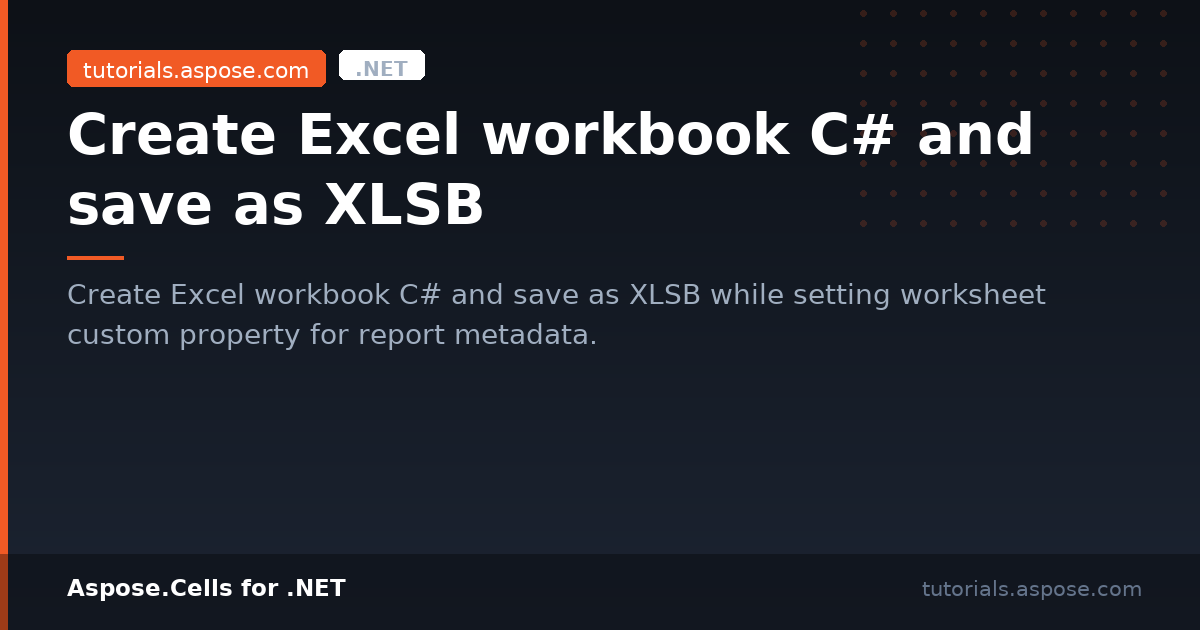 tutorials.aspose.com
.NET
Create Excel workbook C# and
save as XLSB
Create Excel workbook C# and save as XLSB while setting worksheet
custom property for report metadata.
Aspose.Cells for .NET
tutorials.aspose.com